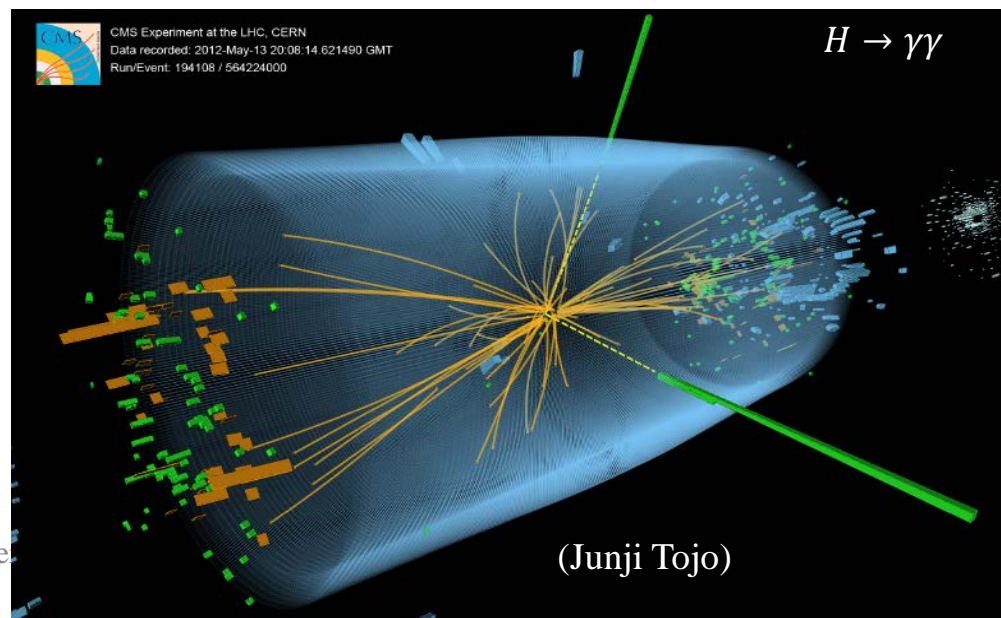 CMS
CMS Experiment at the LHC, CERN
Data recorded: 2012-May-13 20:08:14.621490 GMT
Run/Event: 194108 / 564224000
H → γγ
(Junji Tojo)